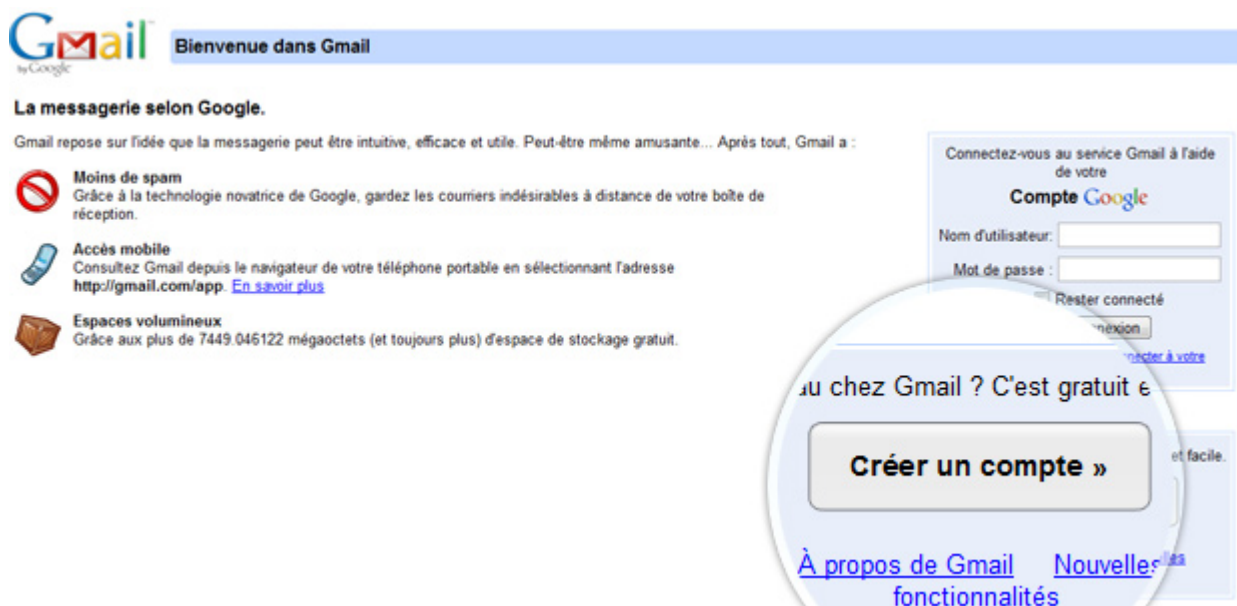 Gmail
by Google
Bienvenue dans Gmail
La messagerie selon Google.
Gmail repose sur l'idée que la messagerie peut être intuitive, efficace et utile. Peut-être même amusante... Après tout, Gmail a :
Moins de spam
Grâce à la technologie novatrice de Google, gardez les courriers indésirables à distance de votre boîte de
réception.
Accès mobile
Consultez Gmail depuis le navigateur de votre téléphone portable en sélectionnant l'adresse
http://gmail.com/app. En savoir plus
Espaces volumineux
Grâce aux plus de 7449.046122 mégaoctets (et toujours plus) d'espace de stockage gratuit.
Connectez-vous au service Gmail à l'aide
de votre
Compte Google
Nom d'utilisateur:
Mot de passe :
Rester connecté
nnexion
necter à votre
au chez Gmail ? C'est gratuit e
et facile.
Créer un compte »
À propos de Gmail Nouvelles
fonctionnalités